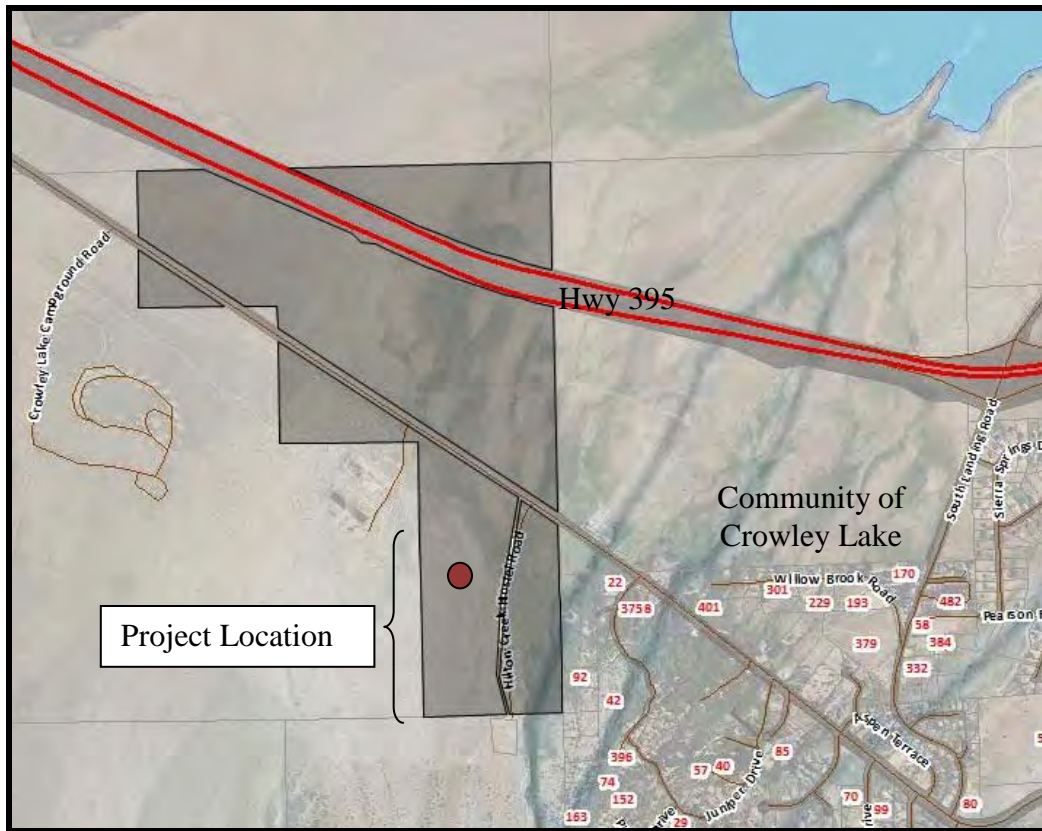 Hwy 395
Crowley Lake Campground Road
South Landing Road
Sierra Springs D
Community of
Crowley Lake
Hilton Creek Hostel Road
Project Location
Willow Brook Road
170
22
301
3758
401
229
193
482
58
Pearson
379
384
332
92
42
Aspen Terrace
396
57
40
85
Juniper Drive
74
152
70
99
80
163
29
rive
rive